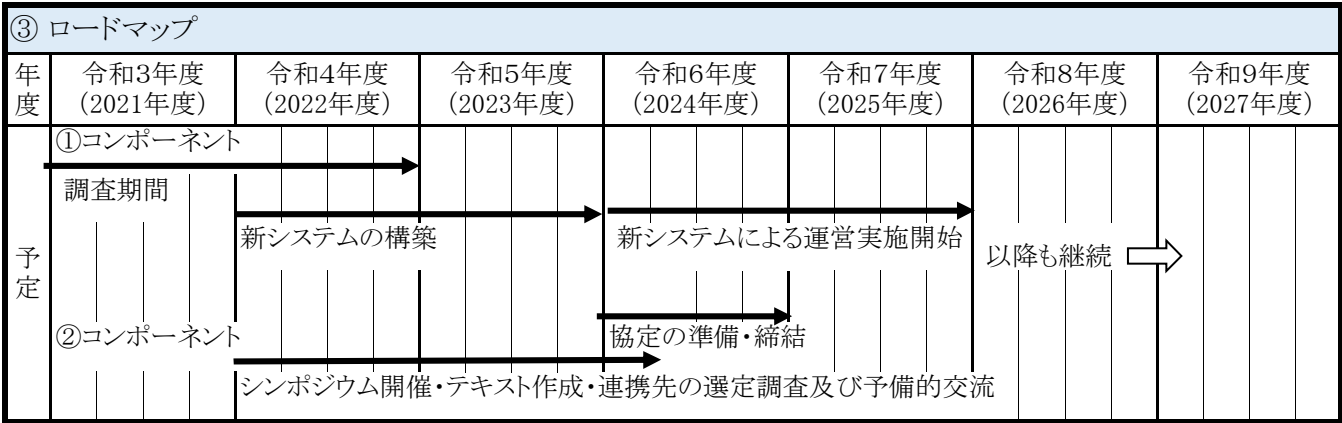 ③ ロードマップ
年度
令和3年度
(2021年度)
令和4年度
(2022年度)
令和5年度
(2023年度)
令和6年度
(2024年度)
令和7年度
(2025年度)
令和8年度
(2026年度)
令和9年度
(2027年度)
予定
①コンポーネント
調査期間
新システムの構築
新システムによる運営実施開始
以降も継続
②コンポーネント
協定の準備・締結
シンポジウム開催・テキスト作成・連携先の選定調査及び予備的交流